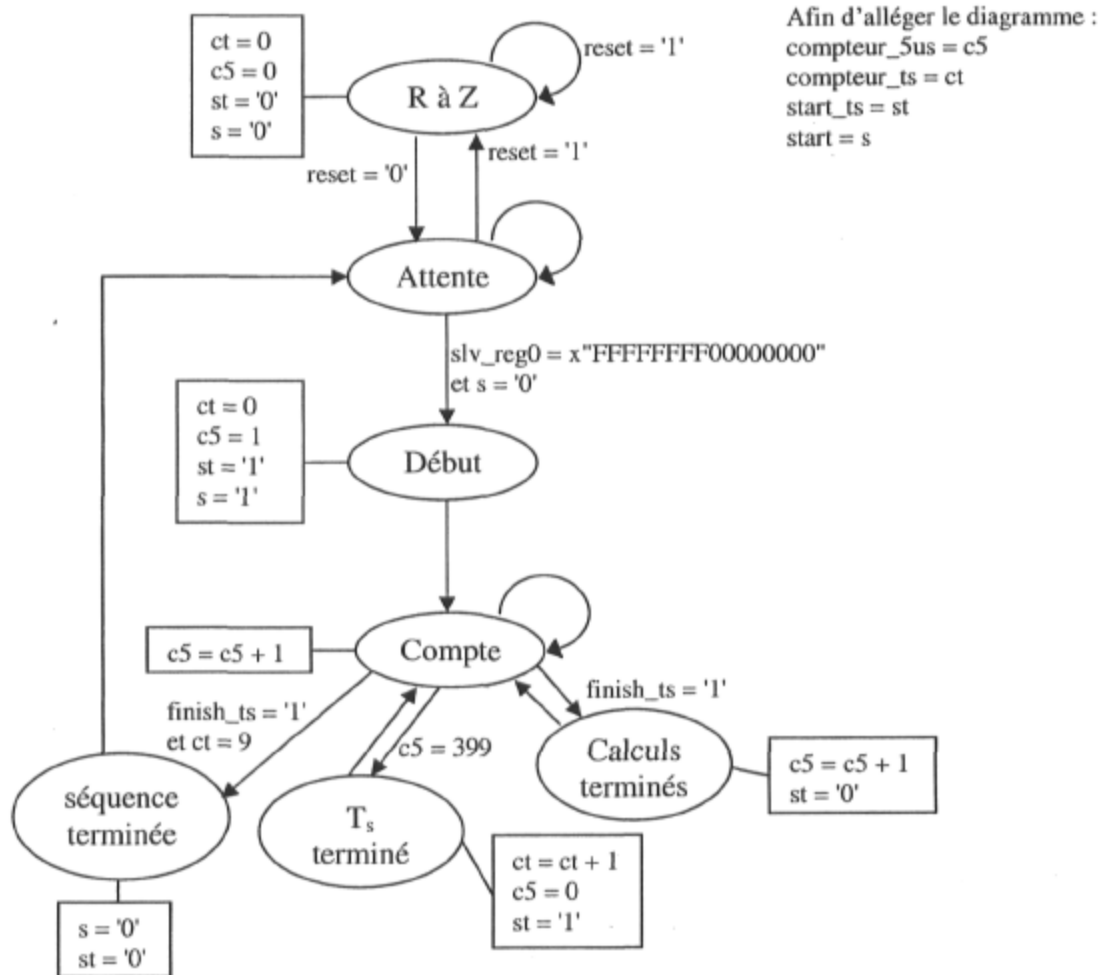 Afin d'alléger le diagramme :
compteur_5us = c5
compteur_ts = ct
start_ts = st
start = s
ct = 0
c5 = 0
st = '0'
s = '0'
R à Z
reset = '1'
reset = '0'
reset = '1'
Attente
slv_reg0 = x"FFFFFFFF00000000"
et s = '0'
ct = 0
c5 = 1
st = '1'
s = '1'
Début
c5 = c5 + 1
Compte
finish_ts = '1'
et ct = 9
c5 = 399
finish_ts = '1'
séquence
terminée
Ts
terminé
Calculs
terminés
c5 = c5 + 1
st = '0'
ct = ct + 1
c5 = 0
st = '1'
s = '0'
st = '0'